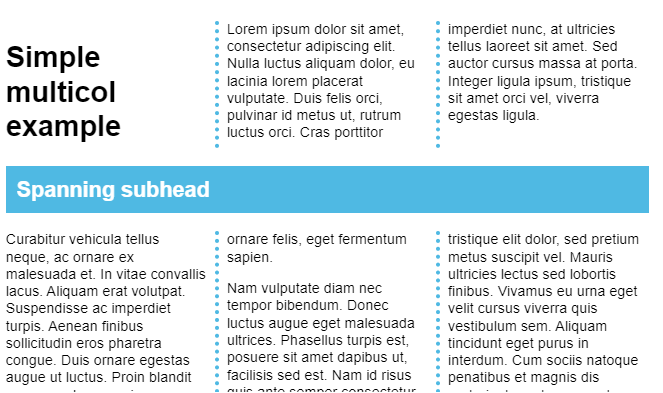 Simple
multicol
example
Lorem ipsum dolor sit amet,
consectetur adipiscing elit.
Nulla luctus aliquam dolor, eu
lacinia lorem placerat
vulputate. Duis felis orci,
pulvinar id metus ut, rutrum
luctus orci. Cras porttitor
imperdiet nunc, at ultricies
tellus laoreet sit amet. Sed
auctor cursus massa at porta.
Integer ligula ipsum, tristique
sit amet orci vel, viverra
egestas ligula.
Spanning subhead
Curabitur vehicula tellus
neque, ac ornare ex
malesuada et. In vitae convallis
lacus. Aliquam erat volutpat.
Suspendisse ac imperdiet
turpis. Aenean finibus
sollicitudin eros pharetra
congue. Duis ornare egestas
augue ut luctus. Proin blandit
ornare felis, eget fermentum
sapien.
Nam vulputate diam nec
tempor bibendum. Donec
luctus augue eget malesuada
ultrices. Phasellus turpis est,
posuere sit amet dapibus ut,
facilisis sed est. Nam id risus
quis ante semper consectetur
tristique elit dolor, sed pretium
metus suscipit vel. Mauris
ultricies lectus sed lobortis
finibus. Vivamus eu urna eget
velit cursus viverra quis
vestibulum sem. Aliquam
tincidunt eget purus in
interdum. Cum sociis natoque
penatibus et magnis dis